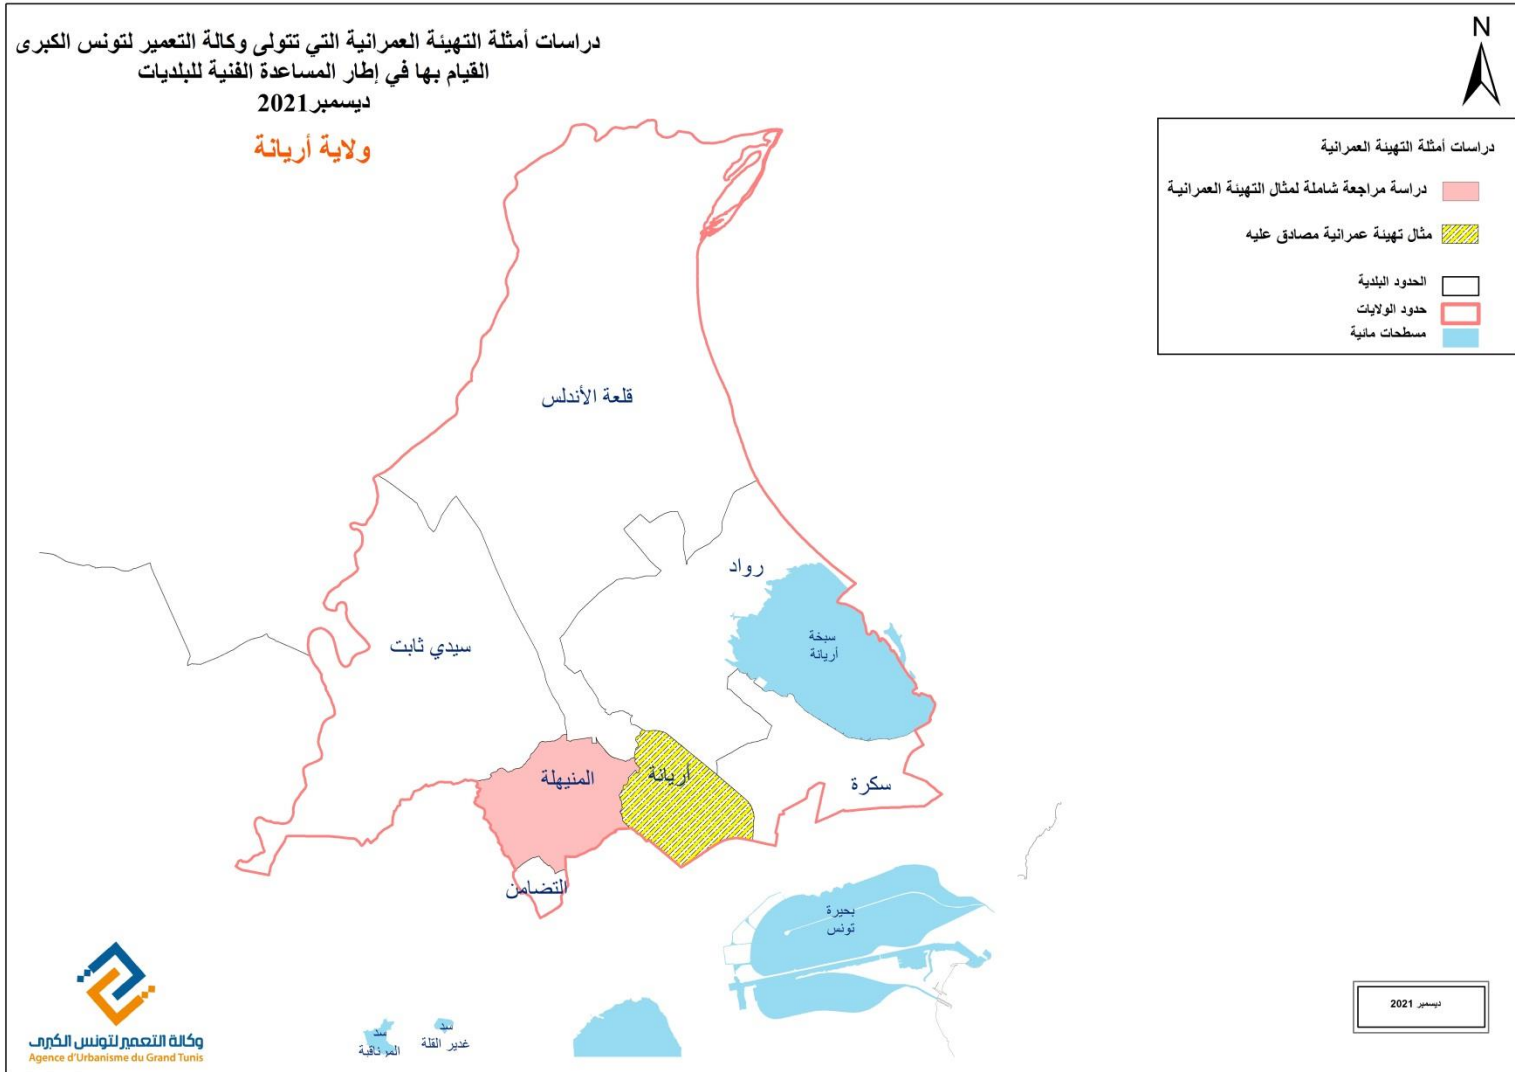 دراسات أمثلة التهيئة العمرانية التي تتولى وكالة التعمير لتونس الكبرى
القيام بها في إطار المساعدة الفنية للبلديات
ديسمبر2021
ولاية أريانة
N
دراسات أمثلة التهيئة العمرانية
دراسة مراجعة شاملة لمثال التهيئة العمرانية
مثال تهيئة عمرانية مصادق عليه
الحدود البلدية
حدود الولايات
مسطحات مائية
قلعة الأندلس
رواد
سبخة
أريانة
سيدي ثابت
المنيهلة
أريانة
سكرة
التضامن
بحيرة
تونس
سد
المرناقية
سد
غدير القلة
ديسمبر 2021
وكالة التعمير لتونس الكبرى
Agence d'Urbanisme du Grand Tunis